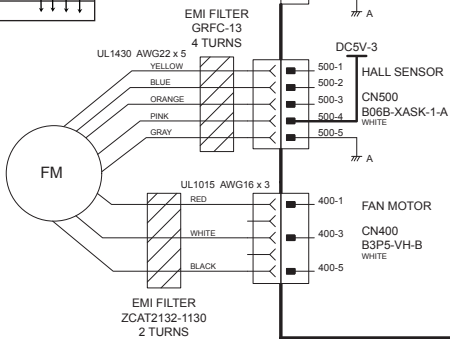 A
EMI FILTER
GRFC-13
4 TURNS
UL1430 AWG22 x 5
DC5V-3
YELLOW
500-1
HALL SENSOR
BLUE
500-2
ORANGE
500-3
CN500
PINK
500-4
B06B-XASK-1-A
WHITE
GRAY
500-5
A
FM
UL1015 AWG16 x 3
RED
400-1
FAN MOTOR
WHITE
400-3
CN400
B3P5-VH-B
WHITE
BLACK
400-5
EMI FILTER
ZCAT2132-1130
2 TURNS